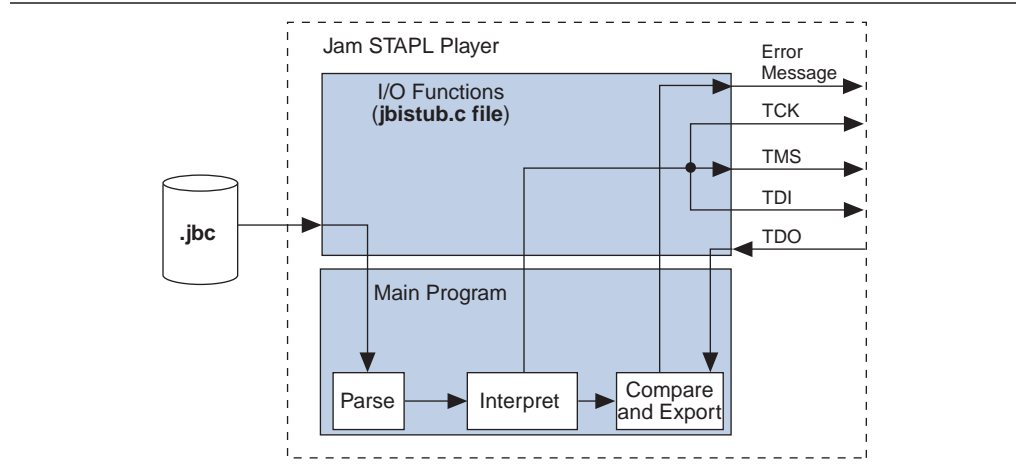 Jam STAPL Player
Error
Message
I/O Functions
(jbistub.c file)
TCK
TMS
TDI
TDO
.jbc
Main Program
Parse
Interpret
Compare
and Export